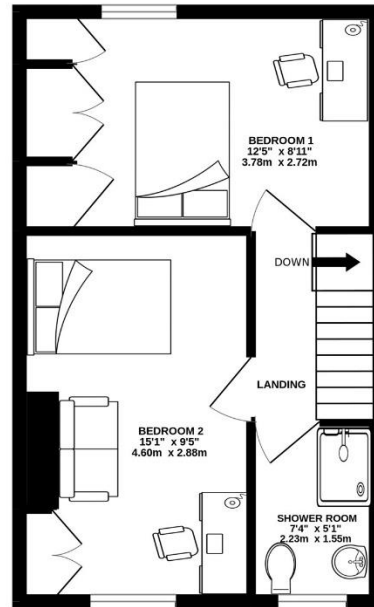 BEDROOM 1
12'5" x 8'11"
3.78m x 2.72m
DOWN
LANDING
BEDROOM 2
15'1" x 9'5"
4.60m x 2.88m
SHOWER ROOM
7'4" x 5'1"
2.23m x 1.55m